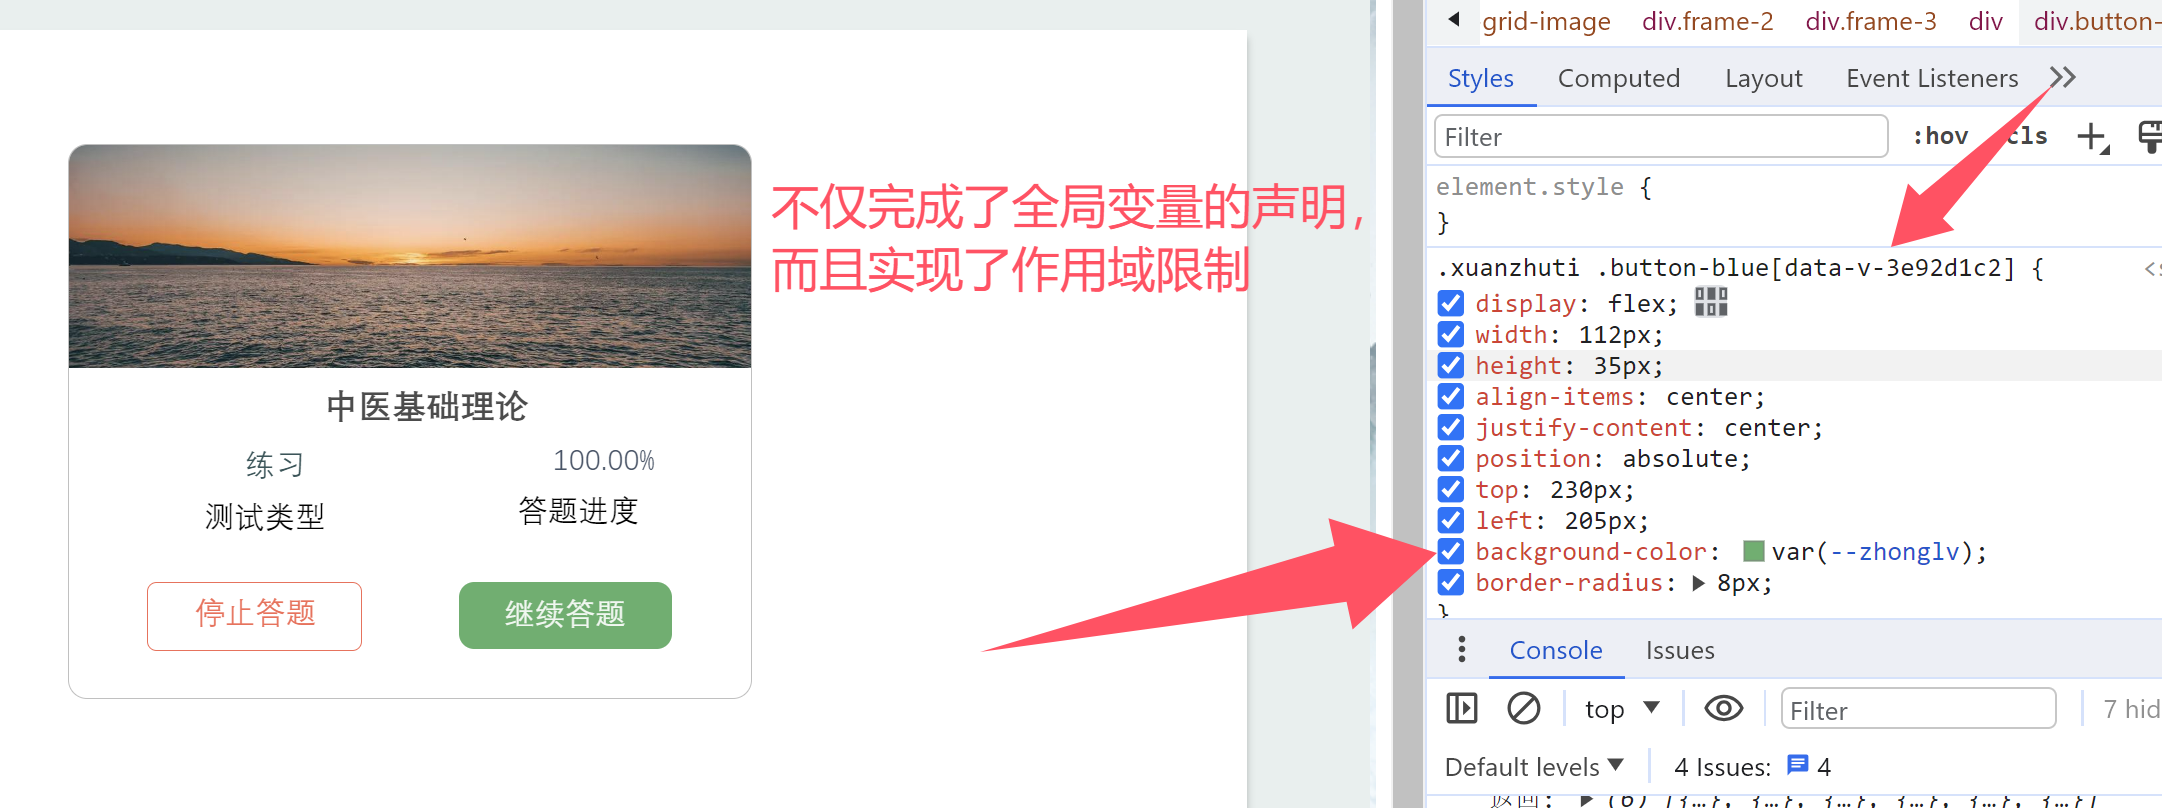 不仅完成了全局变量的声明，
而且实现了作用域限制
中医基础理论
练习
100.00%
测试类型
答题进度
停止答题
继续答题
grid-image div.frame-2 div.frame-3 div div.button-
Styles Computed Layout Event Listeners
Filter :hov cls
element.style {
}
.xuanzhuti .button-blue[data-v-3e92d1c2] {
display: flex;
width: 112px;
height: 35px;
align-items: center;
justify-content: center;
position: absolute;
top: 230px;
left: 205px;
background-color: var(--zhonglv);
border-radius: 8px;
}
Console Issues
top Filter 7 hid
Default levels 4 Issues: 4